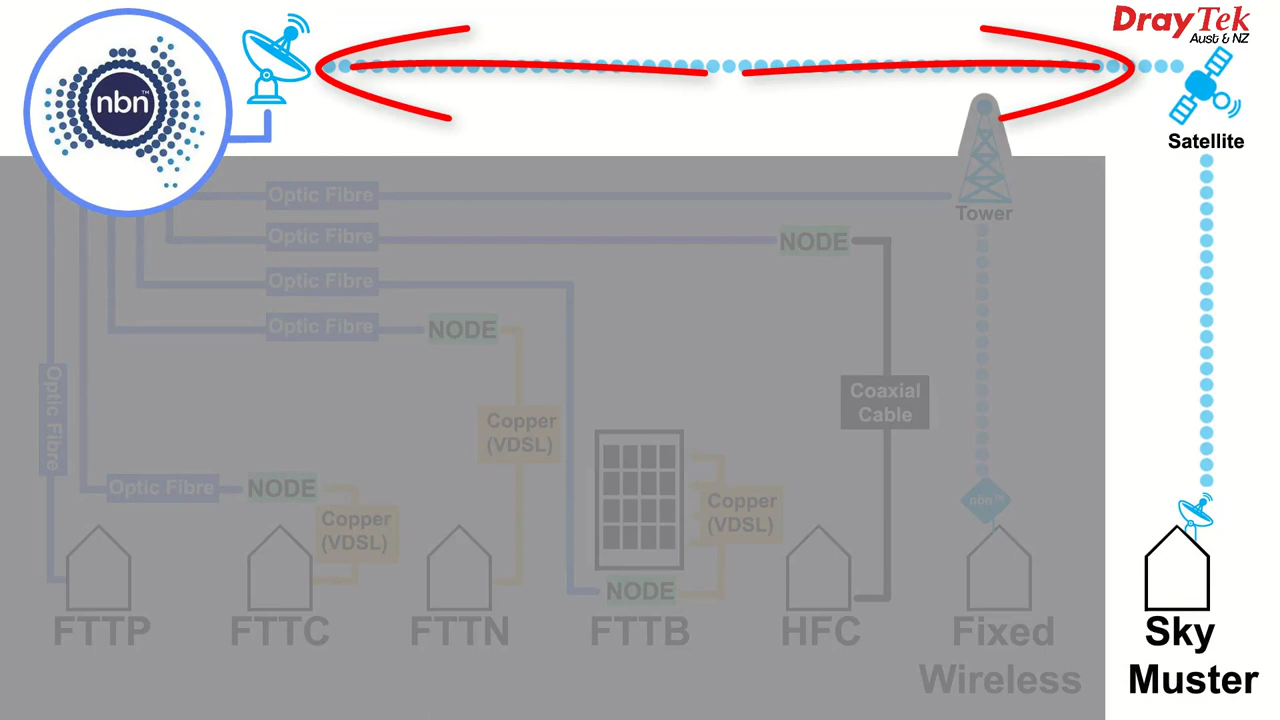 DrayTek
Aust & NZ
nbn™
Satellite
Optic Fibre
Tower
Optic Fibre
NODE
Optic Fibre
Optic Fibre
NODE
Optic Fibre
Coaxial
Cable
Copper
(VDSL)
Optic Fibre
NODE
Copper
(VDSL)
Copper
(VDSL)
nbn™
NODE
FTTP
FTTC
FTTN
FTTB
HFC
Fixed
Wireless
Sky
Muster